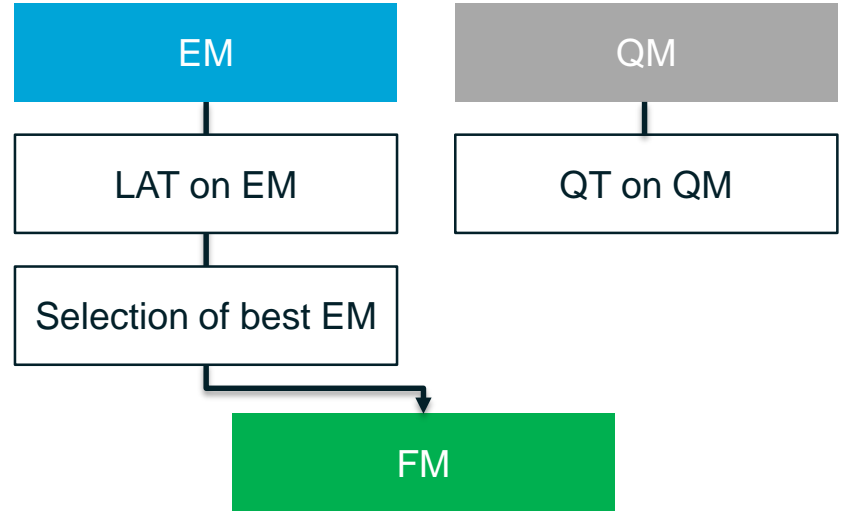 EM
QM
LAT on EM
QT on QM
Selection of best EM
FM